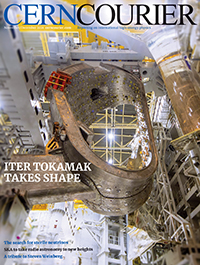 CERNCOURIER
ITER TOKAMAK
TAKES SHAPE
The search for sterile neutrinos
SKA to take radio astronomy to new heights
A tribute to Steven Weinberg